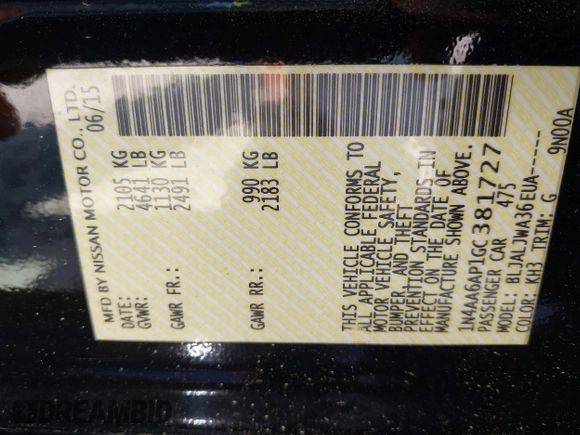 MFD BY NISSAN MOTOR CO., LTD.
DATE: 06/15
GVWR: 2105 KG
4641 LB
GAWR FR.: 1130 KG
2491 LB
GAWR RR.: 990 KG
2183 LB
THIS VEHICLE CONFORMS TO
ALL APPLICABLE FEDERAL
MOTOR VEHICLE SAFETY,
BUMPER, AND THEFT
PREVENTION STANDARDS IN
EFFECT ON THE DATE OF
MANUFACTURE SHOWN ABOVE.
1N4AA6AP1GC381727
PASSENGER CAR 475
MODEL: BLJALJWA36EUA-----
COLOR: KH3 TRIM: G 9N00A
DREAMBID